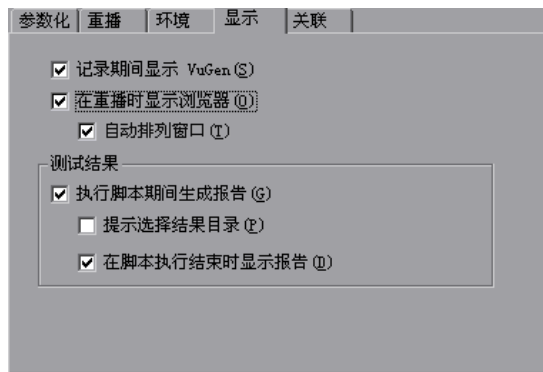 参数化 重播 环境 显示 关联
记录期间显示 VuGen(S)
在重播时显示浏览器(O)
自动排列窗口(T)
测试结果
执行脚本期间生成报告(G)
提示选择结果目录(P)
在脚本执行结束时显示报告(D)